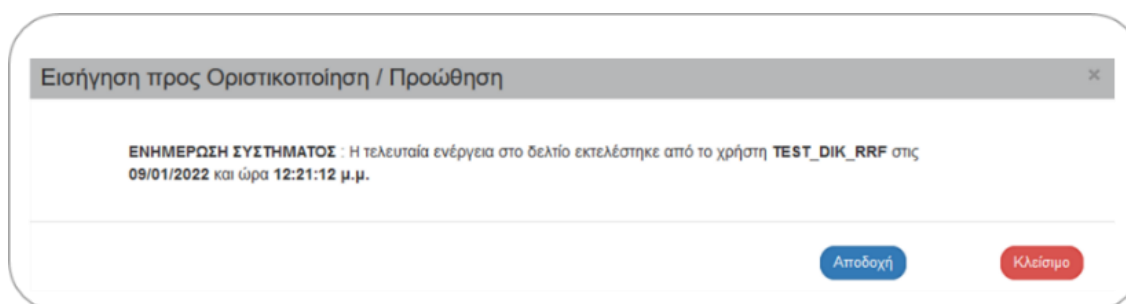 Εισήγηση προς Οριστικοποίηση / Προώθηση ×
ΕΝΗΜΕΡΩΣΗ ΣΥΣΤΗΜΑΤΟΣ : Η τελευταία ενέργεια στο δελτίο εκτελέστηκε από το χρήστη TEST_DIK_RRF στις
09/01/2022 και ώρα 12:21:12 μ.μ.
Αποδοχή Κλείσιμο